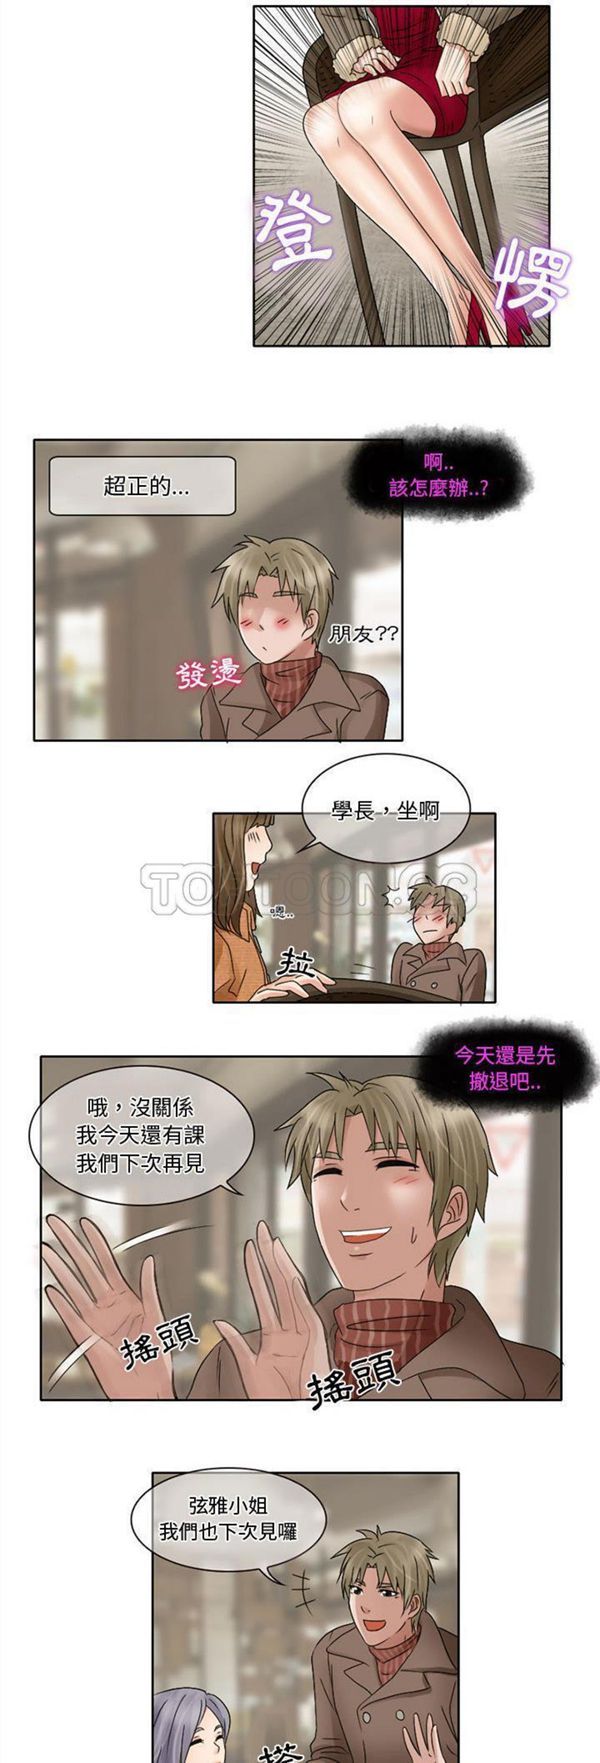 登
愣
超正的...
啊..
該怎麼辦..?
朋友??
發燙
學長，坐啊
TOPTOON.CC
嗯..
拉
今天還是先
撤退吧..
哦，沒關係
我今天還有課
我們下次再見
搖頭
搖頭
弦雅小姐
我們也下次見囉
搭